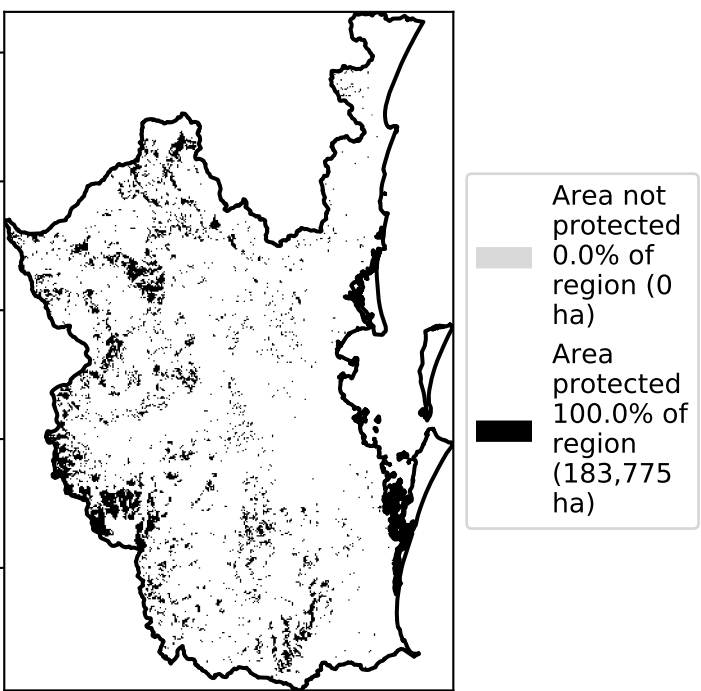 Area not
protected
0.0% of
region (0
ha)
Area
protected
100.0% of
region
(183,775
ha)